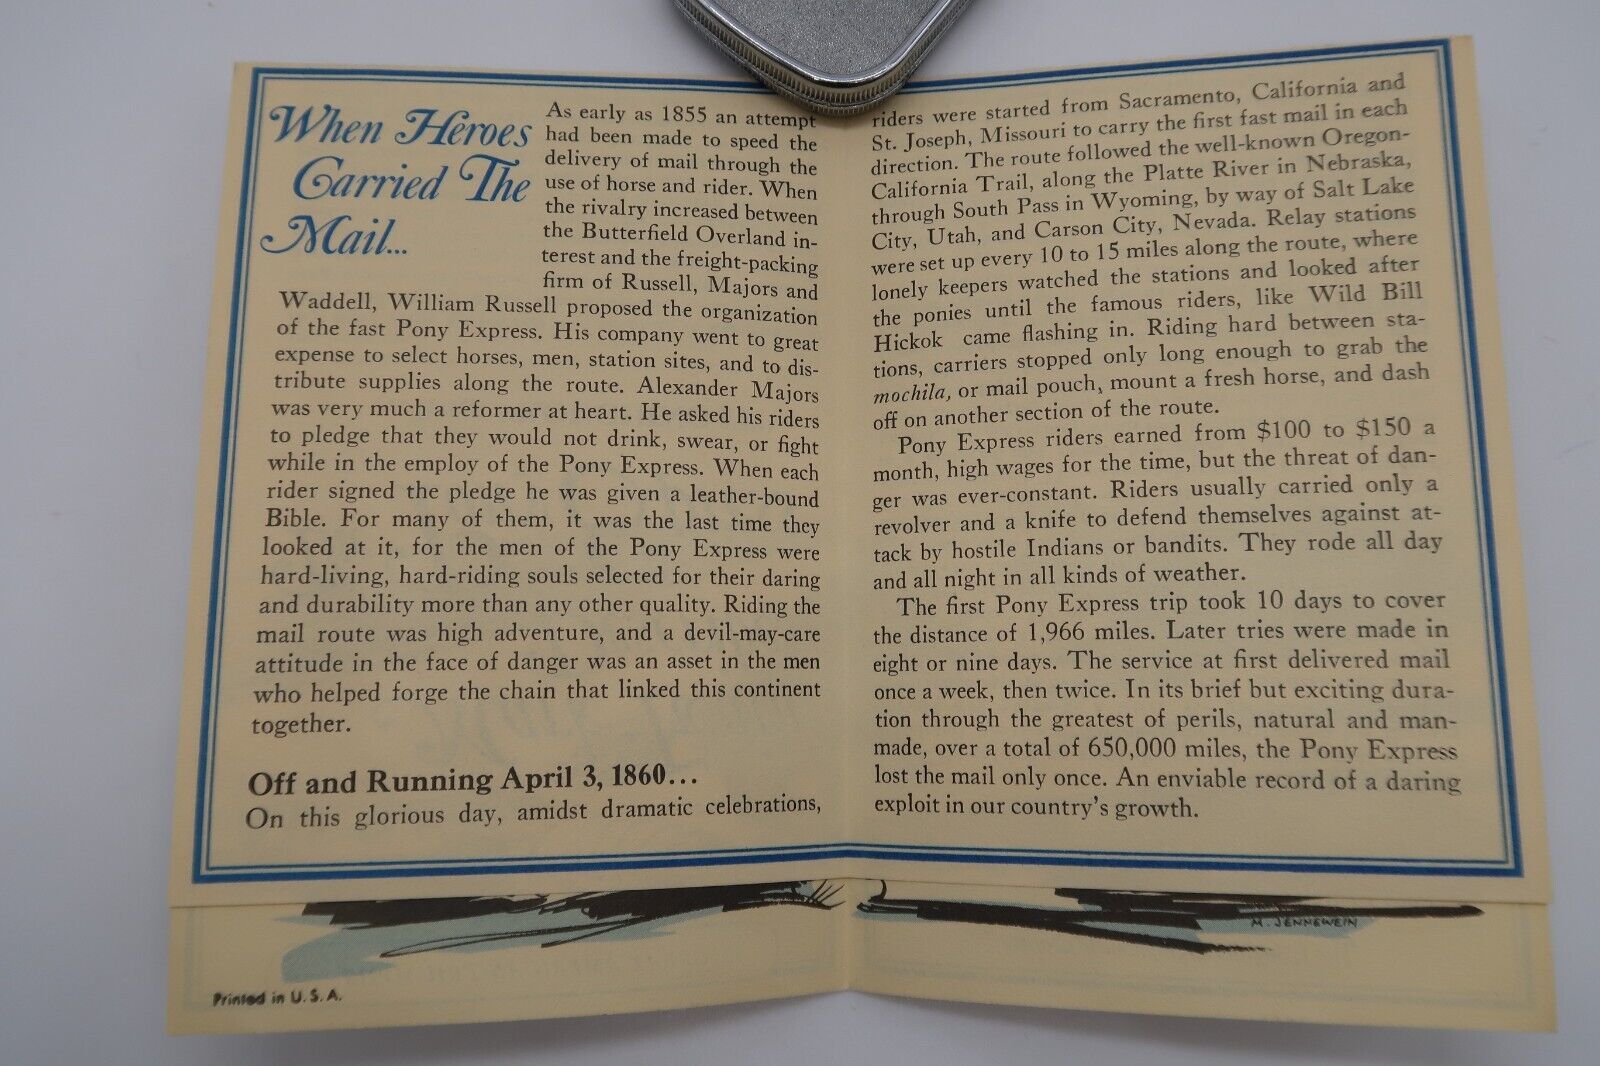 When Heroes
Carried The
Mail...
As early as 1855 an attempt
had been made to speed the
delivery of mail through the
use of horse and rider. When
the rivalry increased between
the Butterfield Overland in-
terest and the freight-packing
firm of Russell, Majors and
Waddell, William Russell proposed the organization
of the fast Pony Express. His company went to great
expense to select horses, men, station sites, and to dis-
tribute supplies along the route. Alexander Majors
was very much a reformer at heart. He asked his riders
to pledge that they would not drink, swear, or fight
while in the employ of the Pony Express. When each
rider signed the pledge he was given a leather-bound
Bible. For many of them, it was the last time they
looked at it, for the men of the Pony Express were
hard-living, hard-riding souls selected for their daring
and durability more than any other quality. Riding the
mail route was high adventure, and a devil-may-care
attitude in the face of danger was an asset in the men
who helped forge the chain that linked this continent
together.
Off and Running April 3, 1860...
On this glorious day, amidst dramatic celebrations,
riders were started from Sacramento, California and
St. Joseph, Missouri to carry the first fast mail in each
direction. The route followed the well-known Oregon-
California Trail, along the Platte River in Nebraska,
through South Pass in Wyoming, by way of Salt Lake
City, Utah, and Carson City, Nevada. Relay stations
were set up every 10 to 15 miles along the route, where
lonely keepers watched the stations and looked after
the ponies until the famous riders, like Wild Bill
Hickok came flashing in. Riding hard between sta-
tions, carriers stopped only long enough to grab the
mochila, or mail pouch, mount a fresh horse, and dash
off on another section of the route.
Pony Express riders earned from $100 to $150 a
month, high wages for the time, but the threat of dan-
ger was ever-constant. Riders usually carried only a
revolver and a knife to defend themselves against at-
tack by hostile Indians or bandits. They rode all day
and all night in all kinds of weather.
The first Pony Express trip took 10 days to cover
the distance of 1,966 miles. Later tries were made in
eight or nine days. The service at first delivered mail
once a week, then twice. In its brief but exciting dura-
tion through the greatest of perils, natural and man-
made, over a total of 650,000 miles, the Pony Express
lost the mail only once. An enviable record of a daring
exploit in our country's growth.
M. JENNEWEIN
Printed in U.S.A.